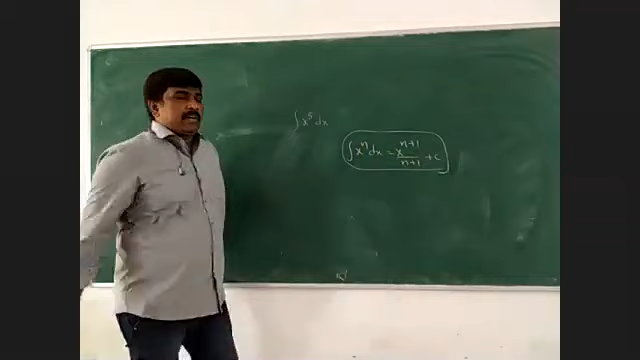 ∫x⁵ dx
∫xⁿ dx = xⁿ⁺¹/n+1 + c